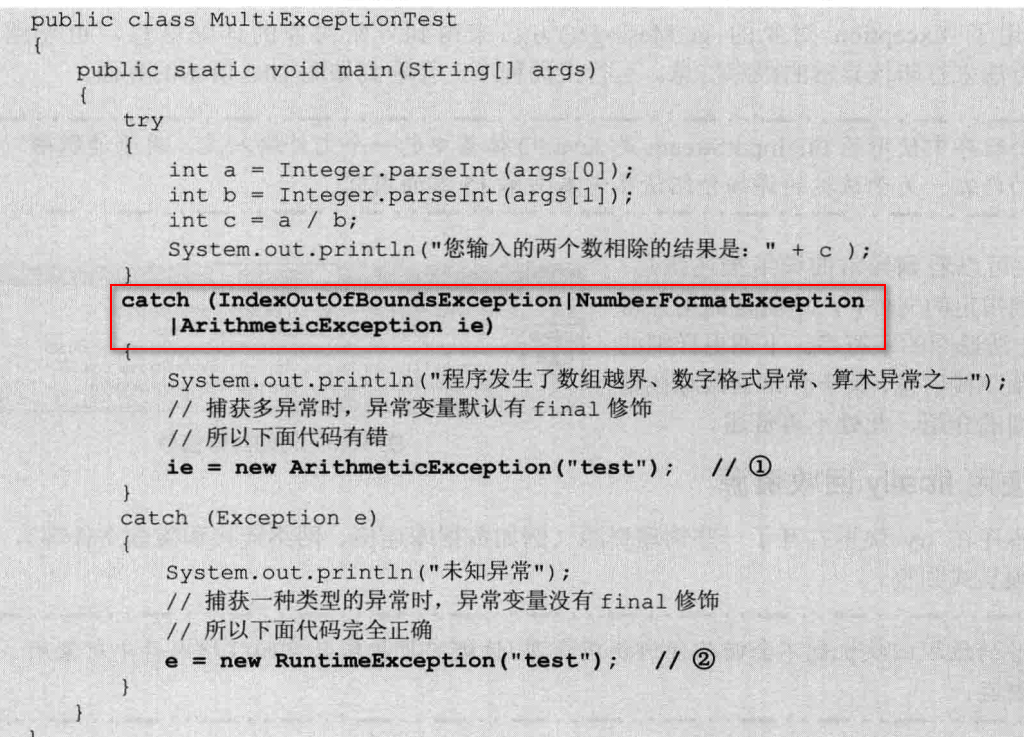 public class MultiExceptionTest
{
public static void main(String[] args)
{
try
{
int a = Integer.parseInt(args[0]);
int b = Integer.parseInt(args[1]);
int c = a / b;
System.out.println("您输入的两个数相除的结果是：" + c );
}
catch (IndexOutOfBoundsException|NumberFormatException
|ArithmeticException ie)
{
System.out.println("程序发生了数组越界、数字格式异常、算术异常之一");
// 捕获多异常时，异常变量默认有 final 修饰
// 所以下面代码有错
ie = new ArithmeticException("test");   // ①
}
catch (Exception e)
{
System.out.println("未知异常");
// 捕获一种类型的异常时，异常变量没有 final 修饰
// 所以下面代码完全正确
e = new RuntimeException("test");   // ②
}
}
}